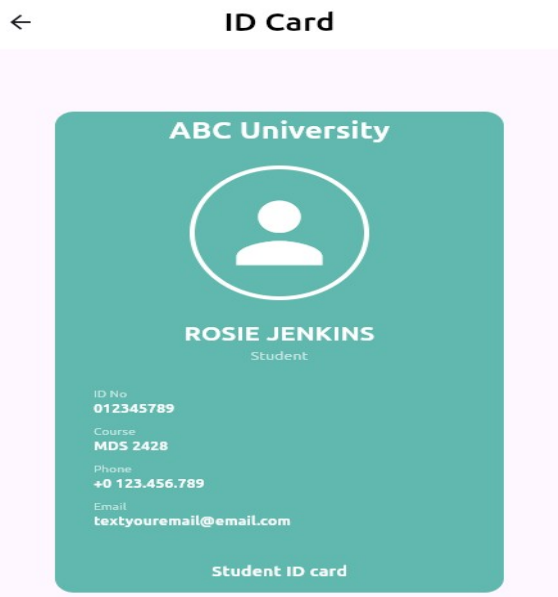 ID Card
ABC University
ROSIE JENKINS
Student
ID No
012345789
Course
MDS 2428
Phone
+0 123.456.789
Email
textyouremail@email.com
Student ID card